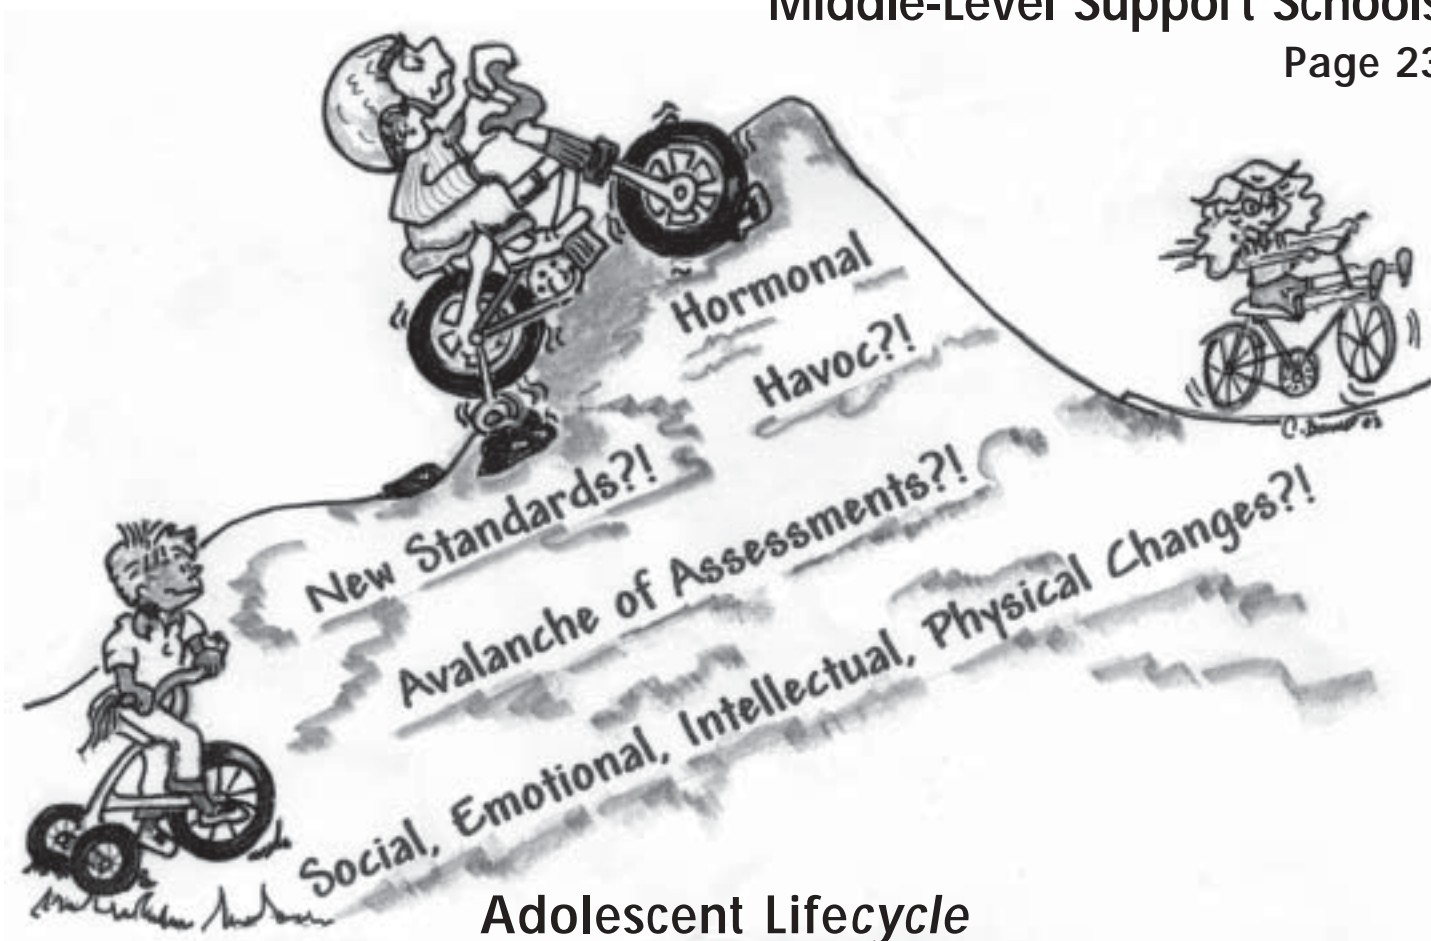 Middle-Level Support Schools
Page 23
Hormonal
Havoc?!
New Standards?!
Avalanche of Assessments?!
Social, Emotional, Intellectual, Physical Changes?!
Adolescent Lifecycle